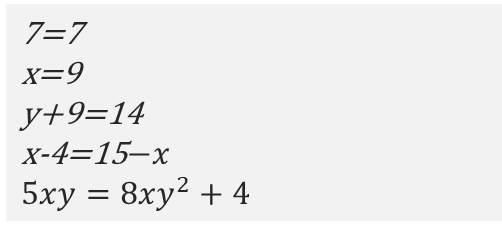 7=7
x=9
y+9=14
x-4=15−x
5xy = 8xy² + 4